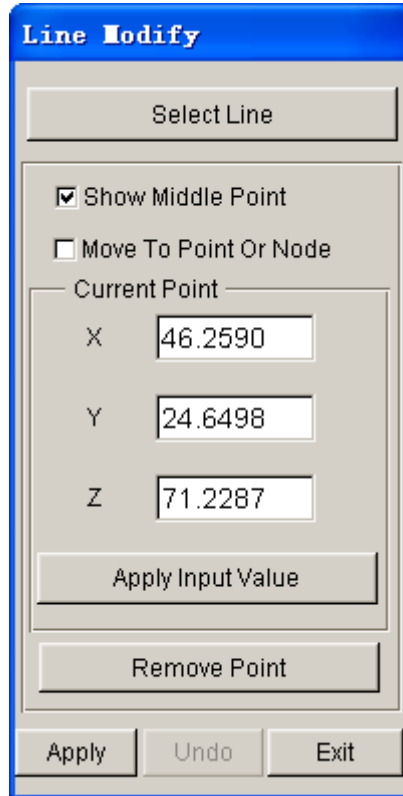 Line Modify
Select Line
Show Middle Point
Move To Point Or Node
Current Point
X 46.2590
Y 24.6498
Z 71.2287
Apply Input Value
Remove Point
Apply Undo Exit